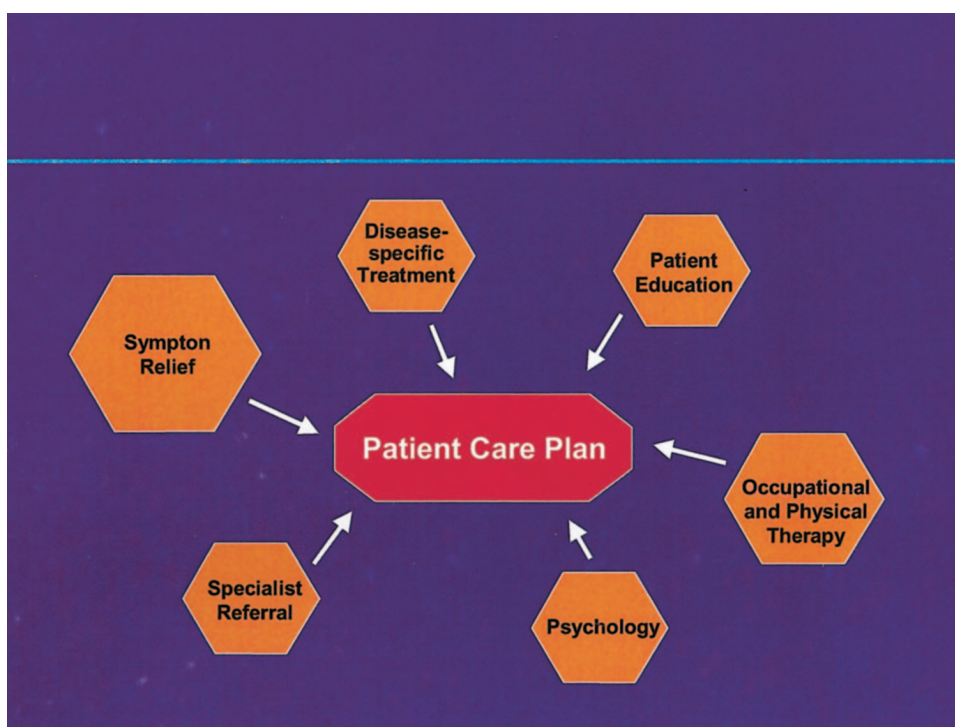 Disease-
specific
Treatment
Patient
Education
Sympton
Relief
Patient Care Plan
Occupational
and Physical
Therapy
Specialist
Referral
Psychology